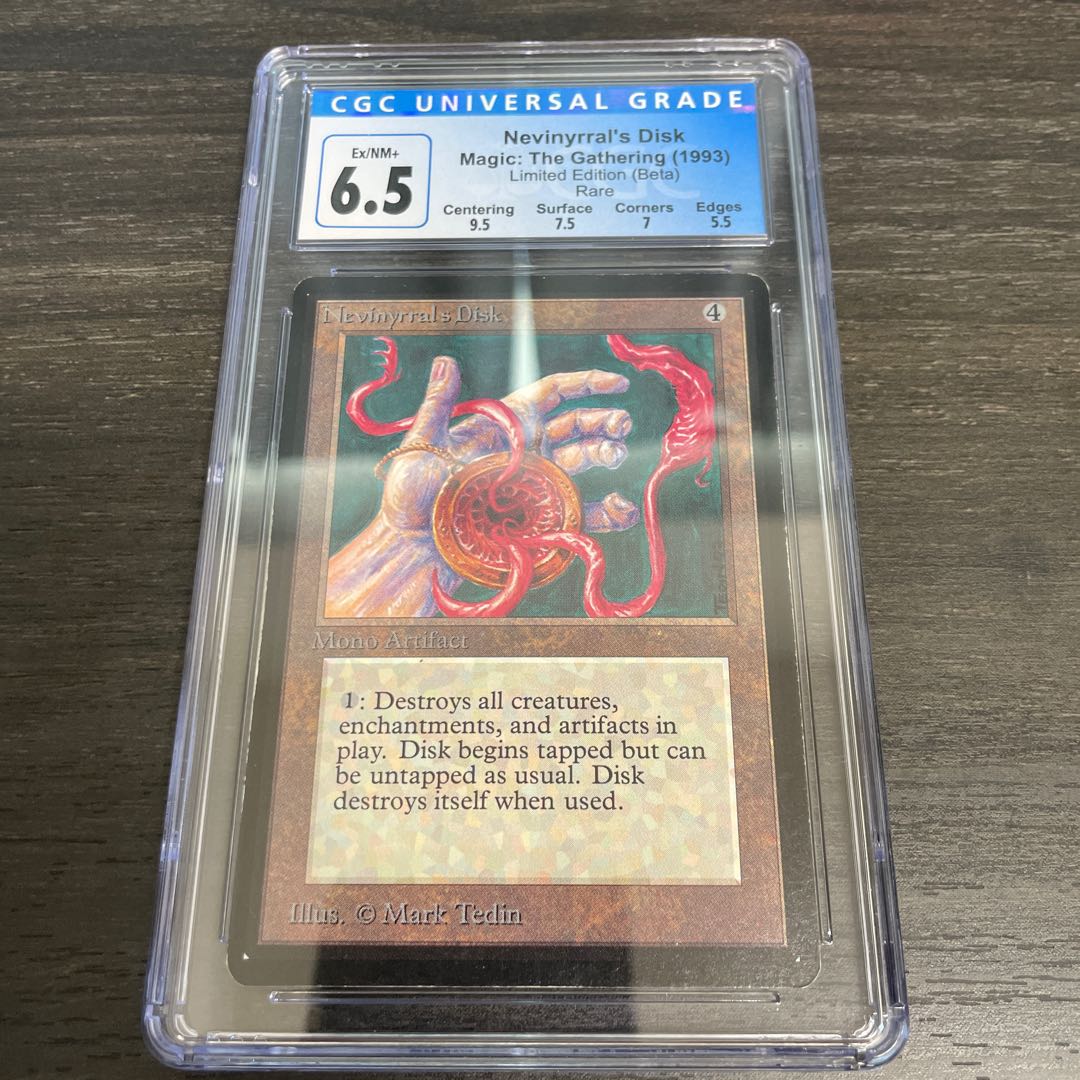 CGC UNIVERSAL GRADE
Ex/NM+
6.5
Nevinyrral's Disk
Magic: The Gathering (1993)
Limited Edition (Beta)
Rare
Centering Surface Corners Edges
9.5 7.5 7 5.5
Nevinyrral's Disk 4
Mono Artifact
1: Destroys all creatures,
enchantments, and artifacts in
play. Disk begins tapped but can
be untapped as usual. Disk
destroys itself when used.
Illus. © Mark Tedin